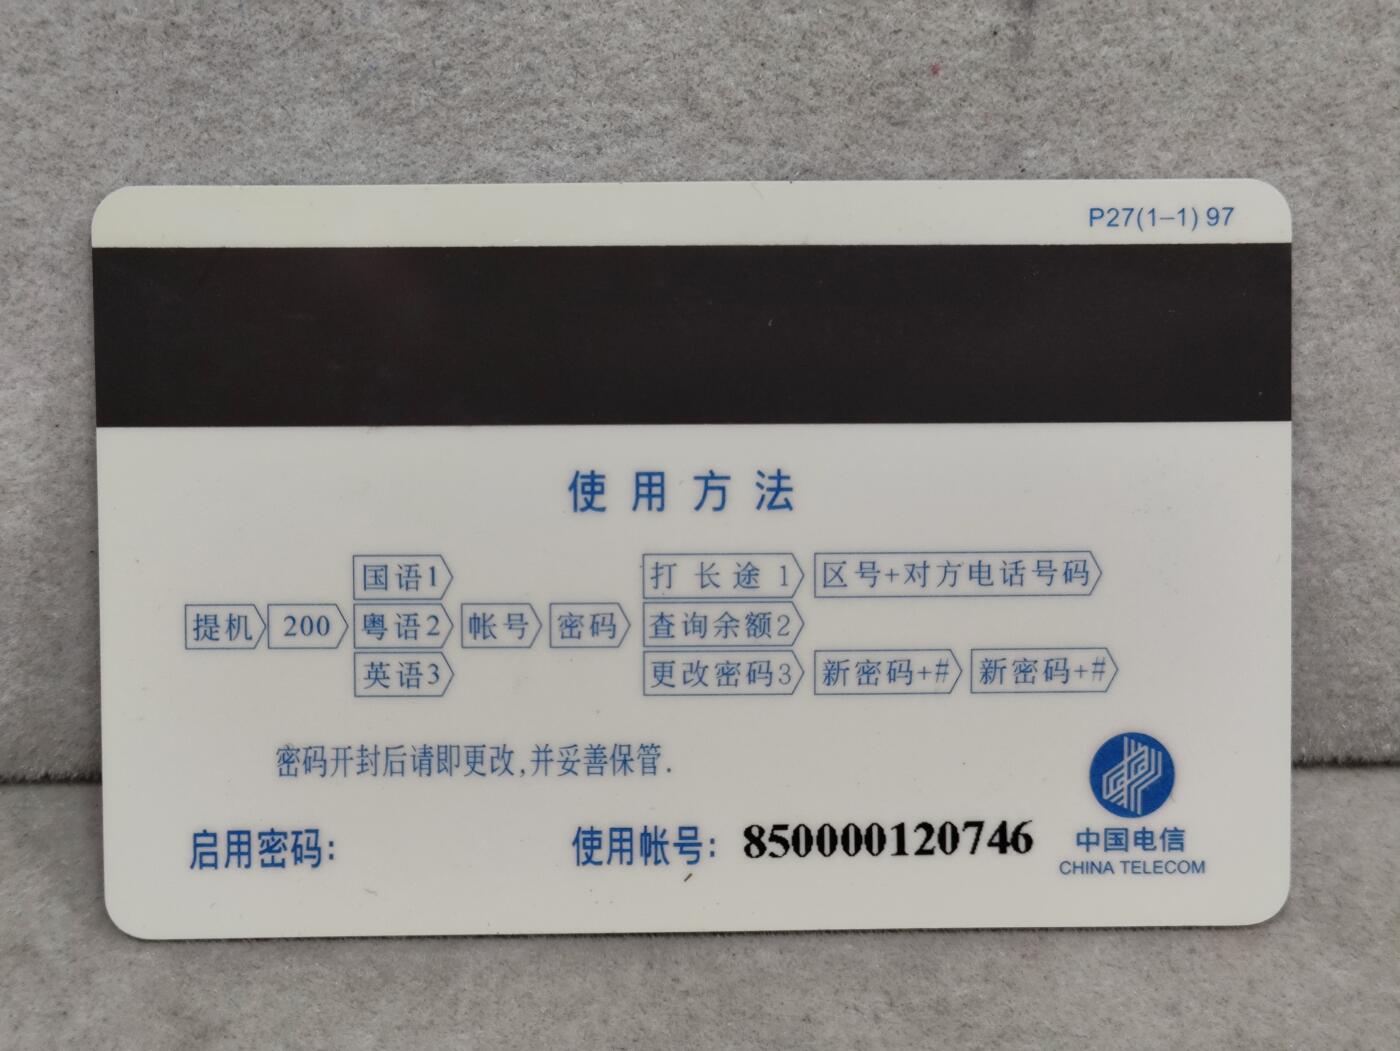 P27(1-1) 97
使用方法
国语1 打长途1 区号+对方电话号码
提机 200 粤语2 帐号 密码 查询余额2
英语3 更改密码3 新密码+# 新密码+#
密码开封后请即更改,并妥善保管.
启用密码: 使用帐号: 850000120746
中国电信
CHINA TELECOM